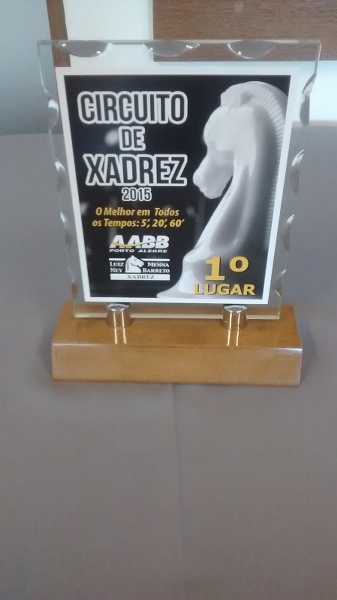 CIRCUITO
DE
XADREZ
2015
O Melhor em Todos
os Tempos: 5', 20', 60'
AABB
PORTO ALEGRE
LUIZ MENNA
NEY BARRETO
XADREZ
1º
LUGAR